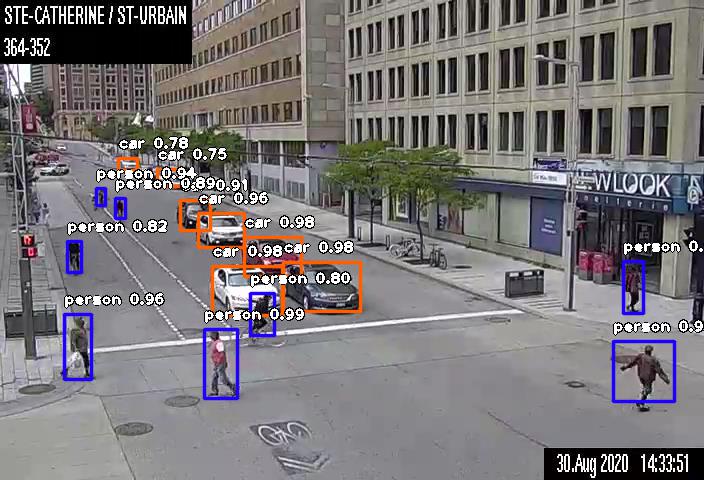 STE-CATHERINE / ST-URBAIN
364-352
car 0.78
car 0.75
person 0.94
person 0.89
0.91
car 0.96
person 0.82
car 0.98
car 0.98
car 0.98
person 0.80
person 0.96
person 0.99
NEWLOOK
person 0.
person 0.9
30.Aug 2020 14:33:51